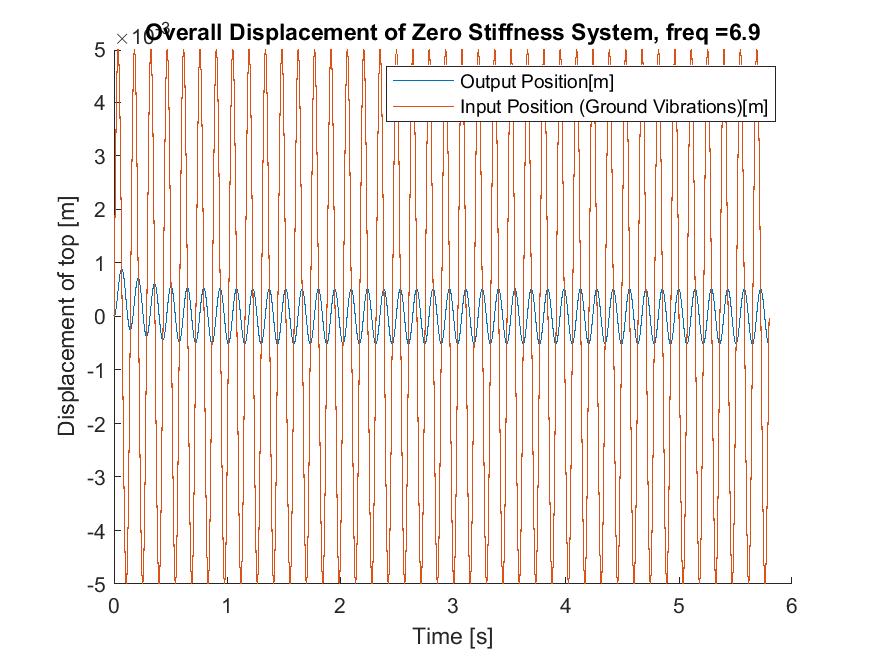 ×10⁻³
Overall Displacement of Zero Stiffness System, freq =6.9
Output Position[m]
Input Position (Ground Vibrations)[m]
Displacement of top [m]
5
4
3
2
1
0
-1
-2
-3
-4
-5
0 1 2 3 4 5 6
Time [s]